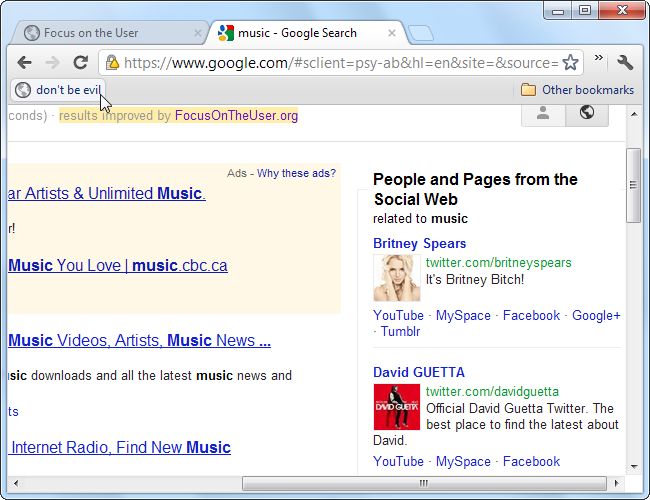 Focus on the User
music - Google Search
https://www.google.com/#sclient=psy-ab&hl=en&site=&source=
don't be evil
Other bookmarks
conds) · results improved by FocusOnTheUser.org
Ads - Why these ads?
ar Artists & Unlimited Music.
r!
Music You Love | music.cbc.ca
Music Videos, Artists, Music News ...
usic downloads and all the latest music news and
ts
Internet Radio, Find New Music
People and Pages from the
Social Web
related to music
Britney Spears
twitter.com/britneyspears
It's Britney Bitch!
YouTube · MySpace · Facebook · Google+
· Tumblr
David GUETTA
twitter.com/davidguetta
DAVID GUETTA
Official David Guetta Twitter. The
best place to find the latest about
David.
YouTube · MySpace · Facebook